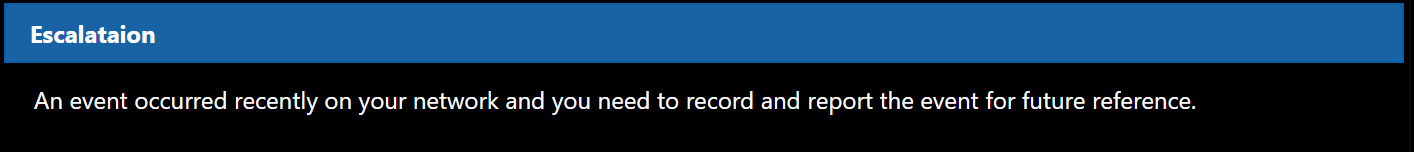 Escalataion
An event occurred recently on your network and you need to record and report the event for future reference.